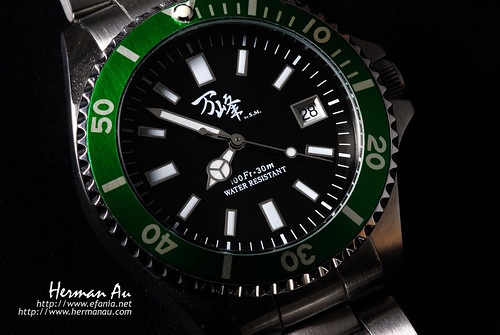 10
万峰
by S.M.
28
50
20
100Ft-30m
WATER RESISTANT
40
30
Herman Au
http://www.efania.net
http://www.hermanau.com